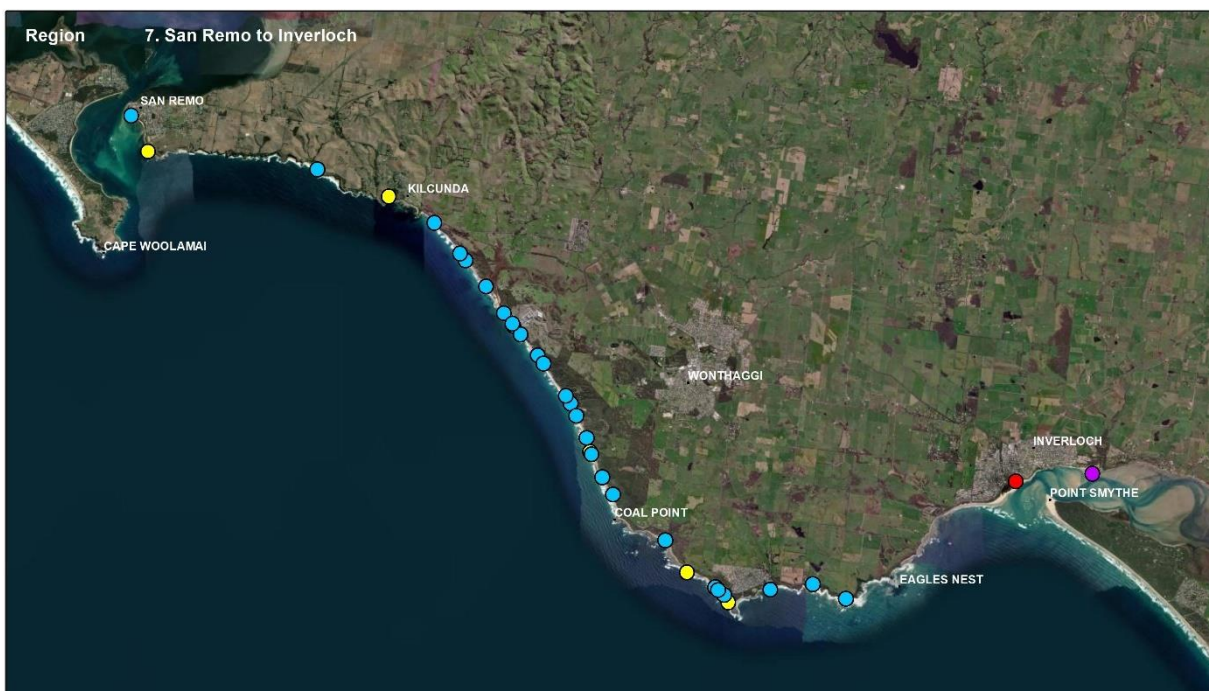 Region 7. San Remo to Inverloch
SAN REMO
KILCUNDA
CAPE WOOLAMAI
WONTHAGGI
INVERLOCH
POINT SMYTHE
COAL POINT
EAGLES NEST